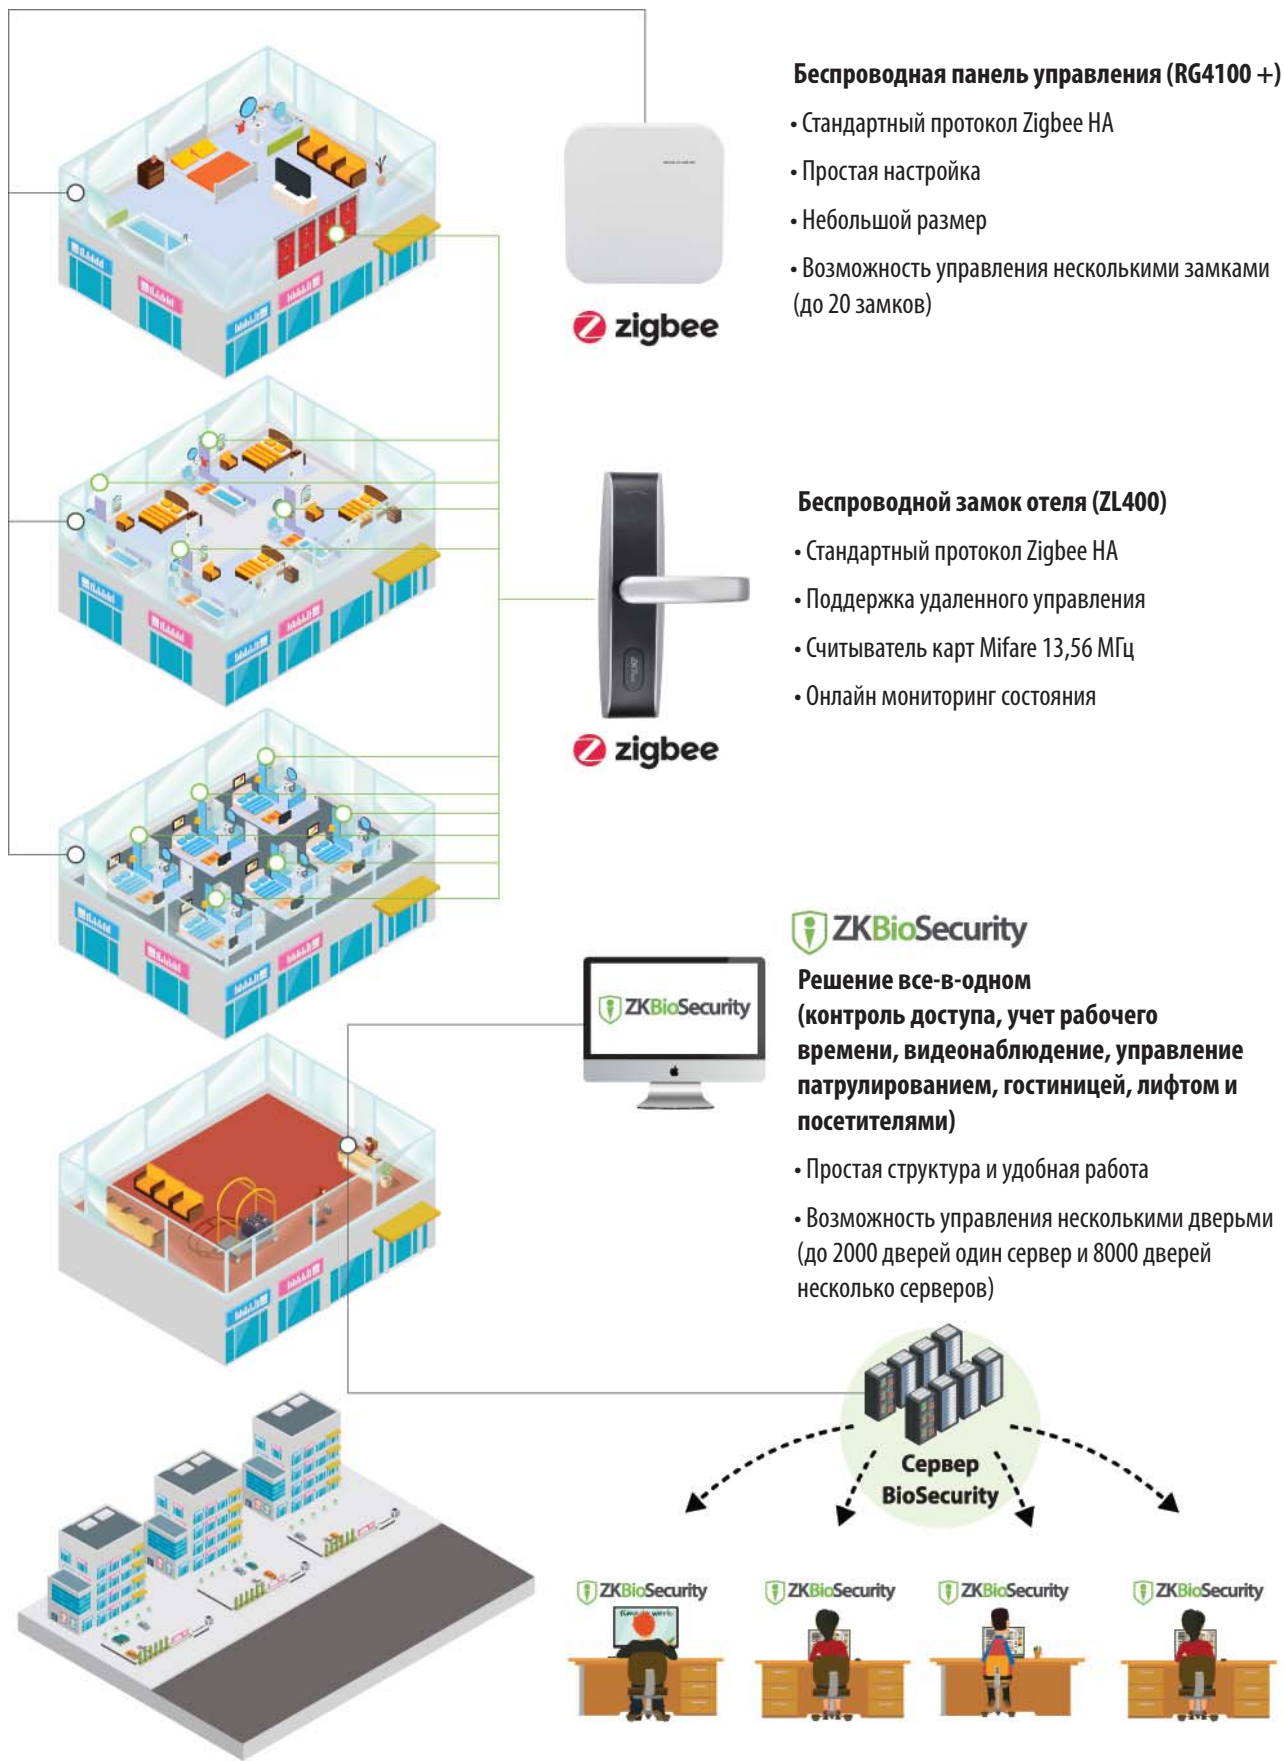 Беспроводная панель управления (RG4100 +)
• Стандартный протокол Zigbee HA
• Простая настройка
• Небольшой размер
• Возможность управления несколькими замками
(до 20 замков)
zigbee
Беспроводной замок отеля (ZL400)
• Стандартный протокол Zigbee HA
• Поддержка удаленного управления
• Считыватель карт Mifare 13,56 МГц
• Онлайн мониторинг состояния
zigbee
ZKBioSecurity
ZKBioSecurity
Решение все-в-одном
(контроль доступа, учет рабочего
времени, видеонаблюдение, управление
патрулированием, гостиницей, лифтом и
посетителями)
• Простая структура и удобная работа
• Возможность управления несколькими дверьми
(до 2000 дверей один сервер и 8000 дверей
несколько серверов)
Сервер
BioSecurity
ZKBioSecurity
ZKBioSecurity
ZKBioSecurity
ZKBioSecurity